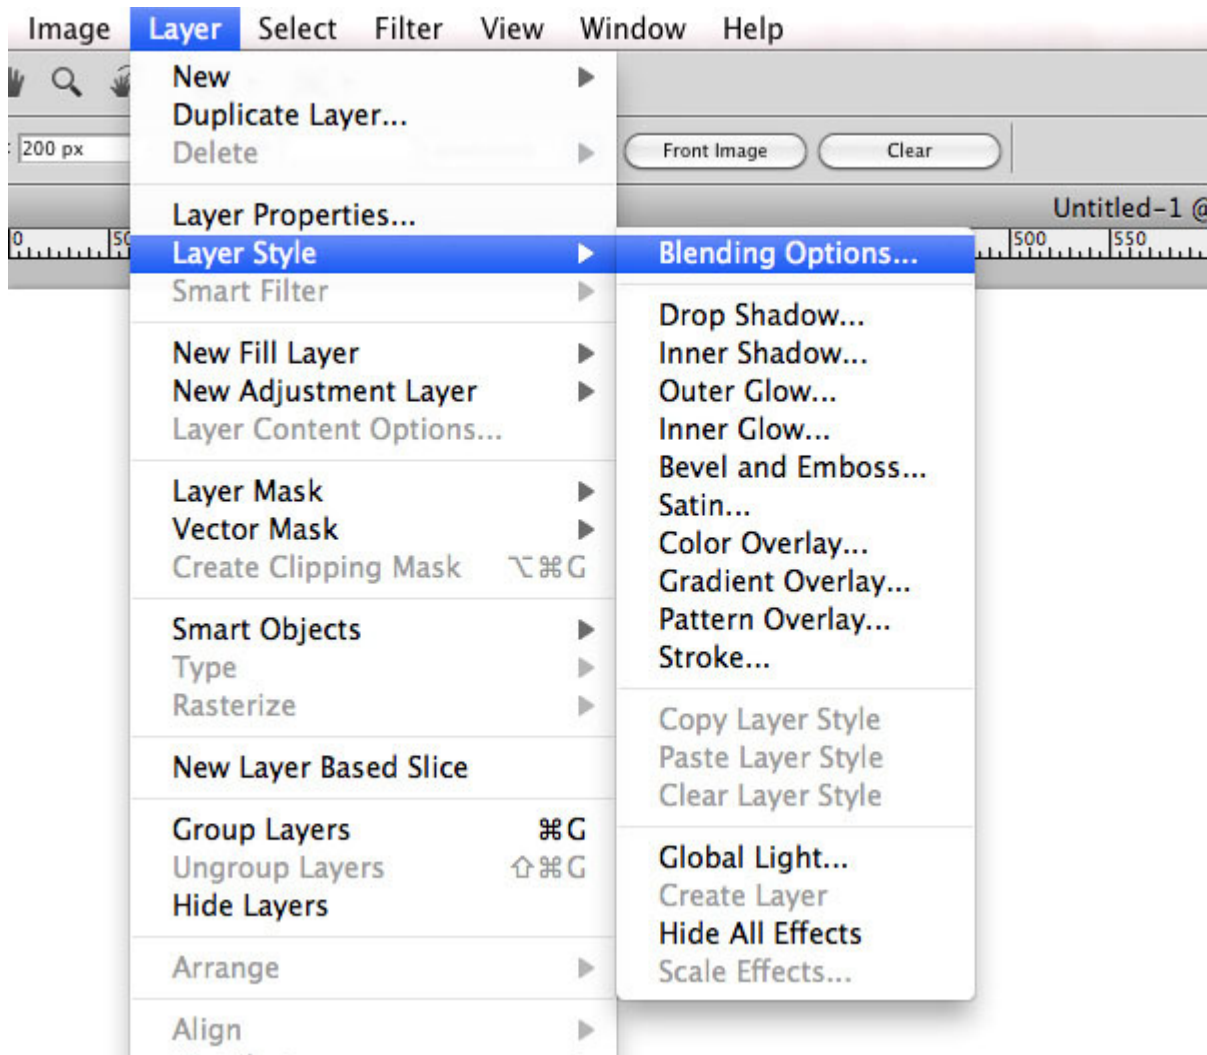 Image Layer Select Filter View Window Help
200 px
Front Image
Clear
Untitled-1 @
0
500
550
New
Duplicate Layer...
Delete
Layer Properties...
Layer Style
Smart Filter
New Fill Layer
New Adjustment Layer
Layer Content Options...
Layer Mask
Vector Mask
Create Clipping Mask ⌥⌘G
Smart Objects
Type
Rasterize
New Layer Based Slice
Group Layers ⌘G
Ungroup Layers ⇧⌘G
Hide Layers
Arrange
Align
Blending Options...
Drop Shadow...
Inner Shadow...
Outer Glow...
Inner Glow...
Bevel and Emboss...
Satin...
Color Overlay...
Gradient Overlay...
Pattern Overlay...
Stroke...
Copy Layer Style
Paste Layer Style
Clear Layer Style
Global Light...
Create Layer
Hide All Effects
Scale Effects...